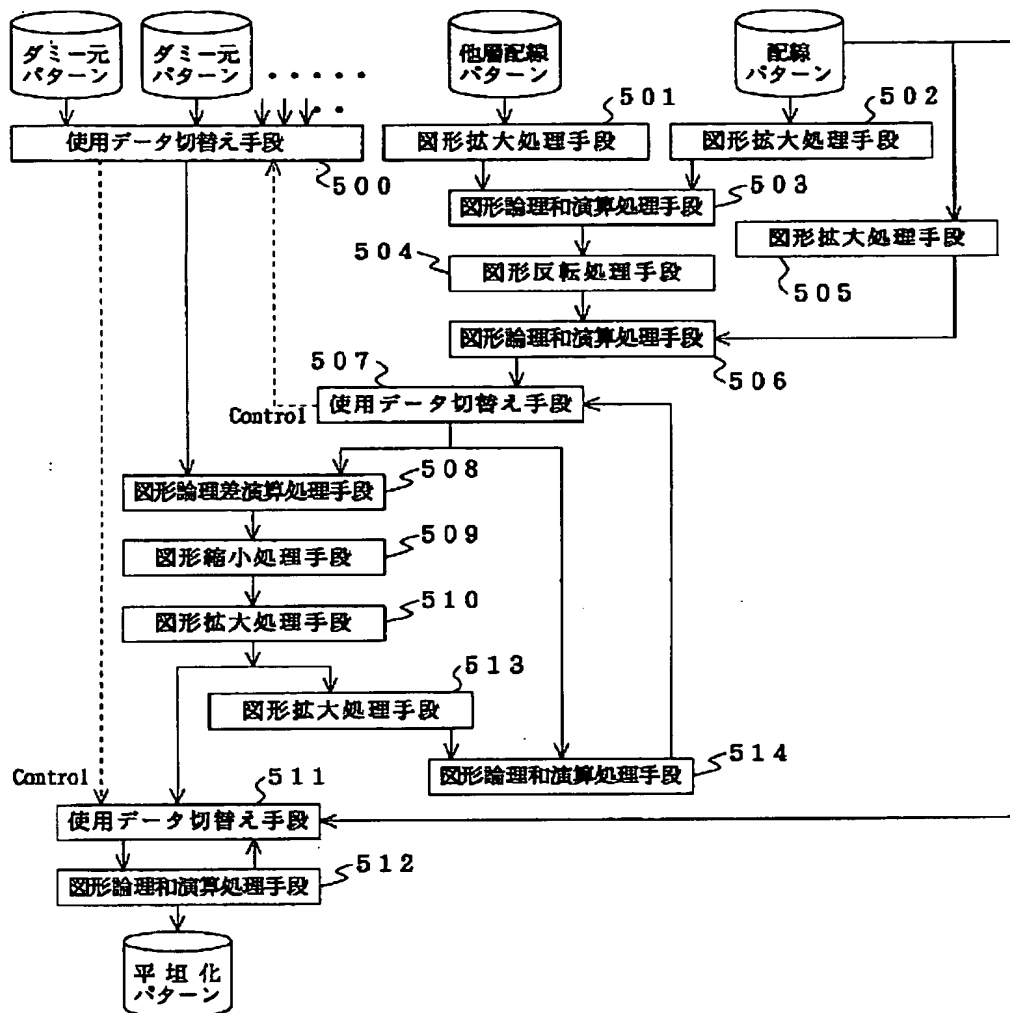 ダミー元
パターン
ダミー元
パターン
・・・・・
・・
他層配線
パターン
配線
パターン
使用データ切替え手段
500
501
図形拡大処理手段
502
図形拡大処理手段
図形論理和演算処理手段
503
504
図形反転処理手段
図形拡大処理手段
505
図形論理和演算処理手段
506
507
使用データ切替え手段
Control
図形論理差演算処理手段
508
図形縮小処理手段
509
図形拡大処理手段
510
513
図形拡大処理手段
図形論理和演算処理手段
514
Control
511
使用データ切替え手段
図形論理和演算処理手段
512
平坦化
パターン